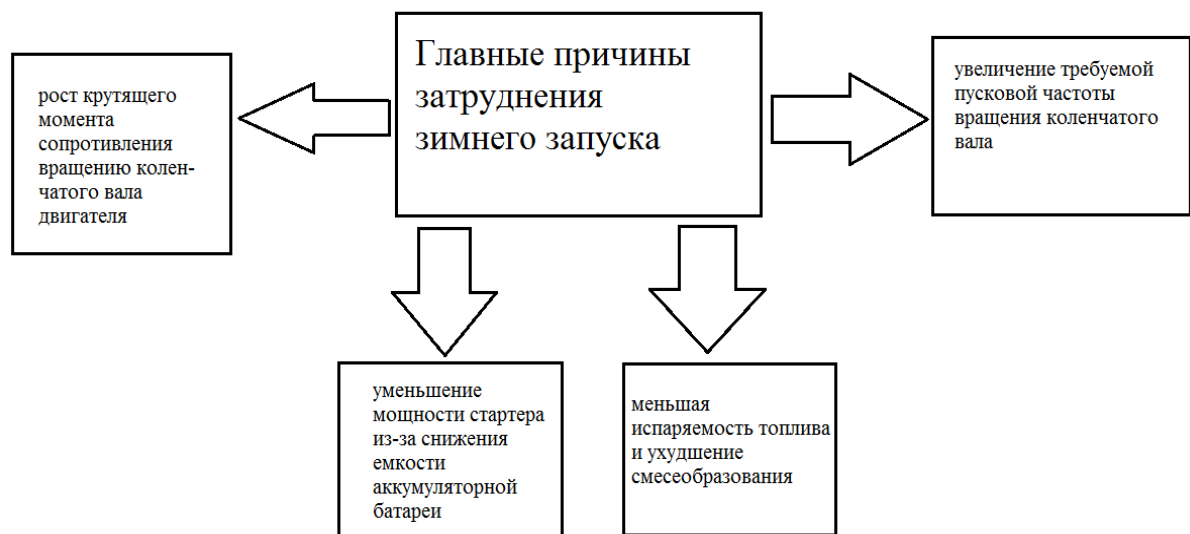 Главные причины
затруднения
зимнего запуска
рост крутящего
момента
сопротивления
вращению колен-
чатого вала
двигателя
увеличение требуемой
пусковой частоты
вращения коленчатого
вала
уменьшение
мощности стартера
из-за снижения
емкости
аккумуляторной
батареи
меньшая
испаряемость топлива
и ухудшение
смесеобразования